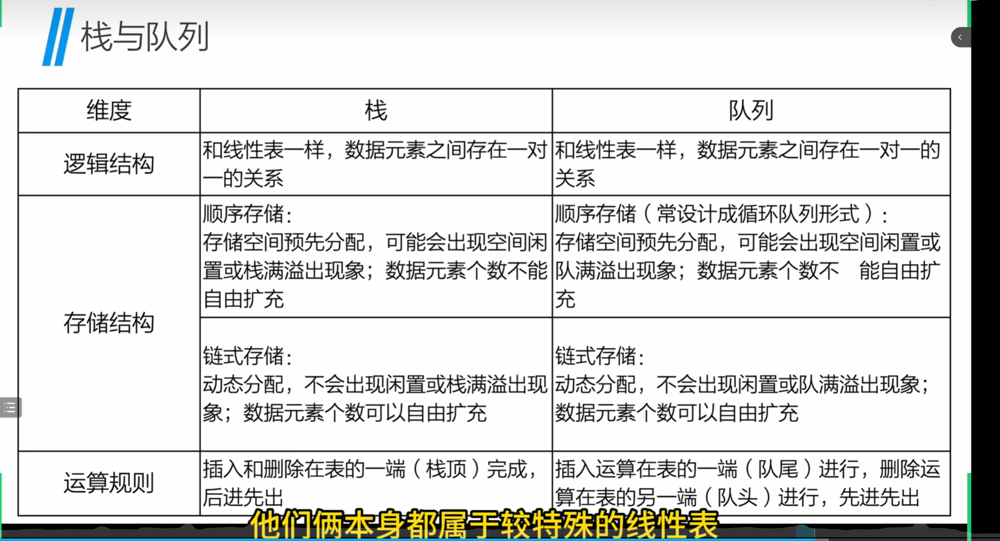 栈与队列
维度
栈
队列
逻辑结构
和线性表一样，数据元素之间存在一对
一的关系
和线性表一样，数据元素之间存在一对一的
关系
存储结构
顺序存储：
存储空间预先分配，可能会出现空间闲
置或栈满溢出现象；数据元素个数不能
自由扩充
顺序存储（常设计成循环队列形式）：
存储空间预先分配，可能会出现空间闲置或
队满溢出现象；数据元素个数不　能自由扩
充
链式存储：
动态分配，不会出现闲置或栈满溢出现
象；数据元素个数可以自由扩充
链式存储：
动态分配，不会出现闲置或队满溢出现象；
数据元素个数可以自由扩充
运算规则
插入和删除在表的一端（栈顶）完成，
后进先出
插入运算在表的一端（队尾）进行，删除运
算在表的另一端（队头）进行，先进先出
他们俩本身都属于较特殊的线性表